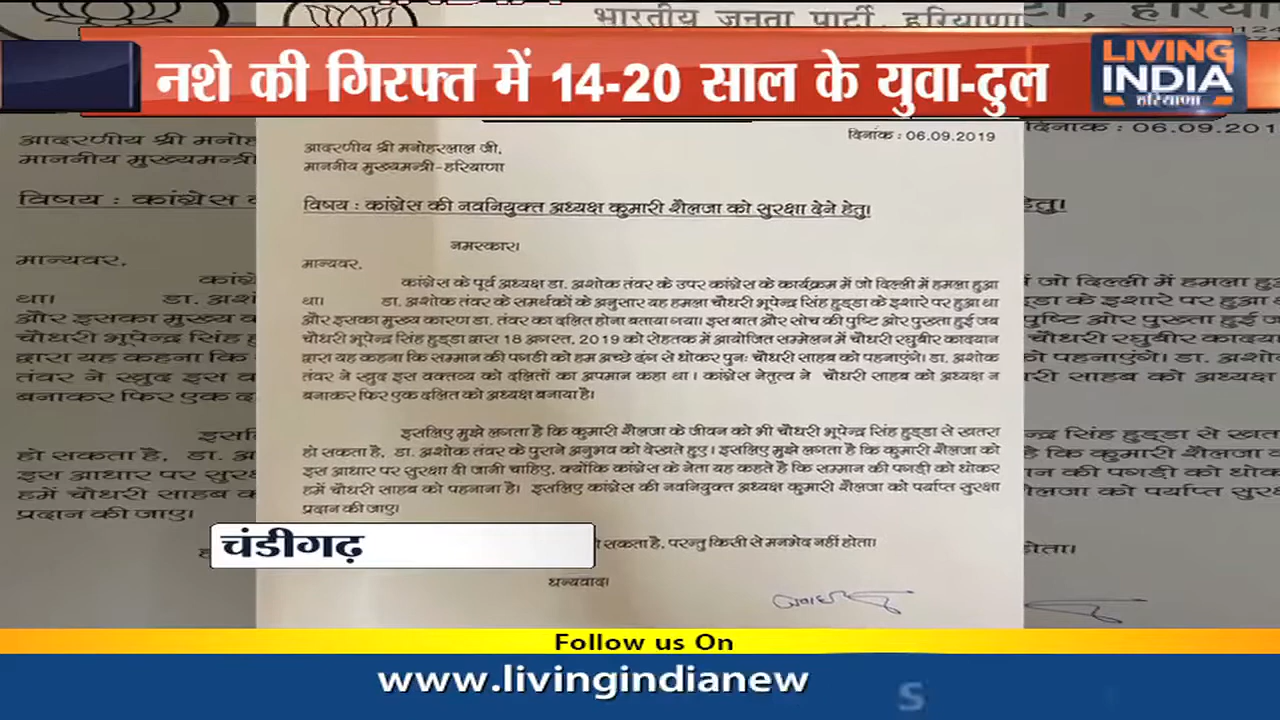 भारतीय जनता पार्टी, हरियाणा
नशे की गिरफ्त में 14-20 साल के युवा-दुल
LIVING
INDIA
हरियाणा
दिनांक : 06.09.2019
आदरणीय श्री मनोहरलाल जी,
माननीय मुख्यमन्त्री-हरियाणा
विषय : कांग्रेस की नवनियुक्त अध्यक्ष कुमारी शैलजा को सुरक्षा देने हेतु।
नमस्कार।
मान्यवर,
कांग्रेस के पूर्व अध्यक्ष डा. अशोक तंवर के उपर कांग्रेस के कार्यक्रम में जो दिल्ली में हमला हुआ
था। डा. अशोक तंवर के समर्थकों के अनुसार यह हमला चौधरी भूपेन्द्र सिंह हुड्डा के इशारे पर हुआ था
और इसका मुख्य कारण डा. तंवर का दलित होना बताया गया। इस बात और सोच की पुष्टि ओर पुख्ता हुई जब
चौधरी भूपेन्द्र सिंह हुड्डा द्वारा 18 अगस्त, 2019 को रोहतक में आयोजित सम्मेलन में चौधरी रघुबीर कादयान
द्वारा यह कहना कि सम्मान की पगड़ी को हम अच्छे ढंग से धोकर पुनः चौधरी साहब को पहनाएंगे। डा. अशोक
तंवर ने खुद इस वक्तव्य को दलितों का अपमान कहा था। कांग्रेस नेतृत्व ने चौधरी साहब को अध्यक्ष न
बनाकर फिर एक दलित को अध्यक्ष बनाया है।
इसलिए मुझे लगता है कि कुमारी शैलजा के जीवन को भी चौधरी भूपेन्द्र सिंह हुड्डा से खतरा
हो सकता है, डा. अशोक तंवर के पुराने अनुभव को देखते हुए। इसलिए मुझे लगता है कि कुमारी शैलजा को
इस आधार पर सुरक्षा दी जानी चाहिए, क्योंकि कांग्रेस के नेता यह कहते है कि सम्मान की पगड़ी को धोकर
हमें चौधरी साहब को पहनाना है। इसलिए कांग्रेस की नवनियुक्त अध्यक्ष कुमारी शैलजा को पर्याप्त सुरक्षा
प्रदान की जाए।
सकता है, परन्तु किसी से मनभेद नहीं होता।
धन्यवाद।
चंडीगढ़
Follow us On
www.livingindianew
S